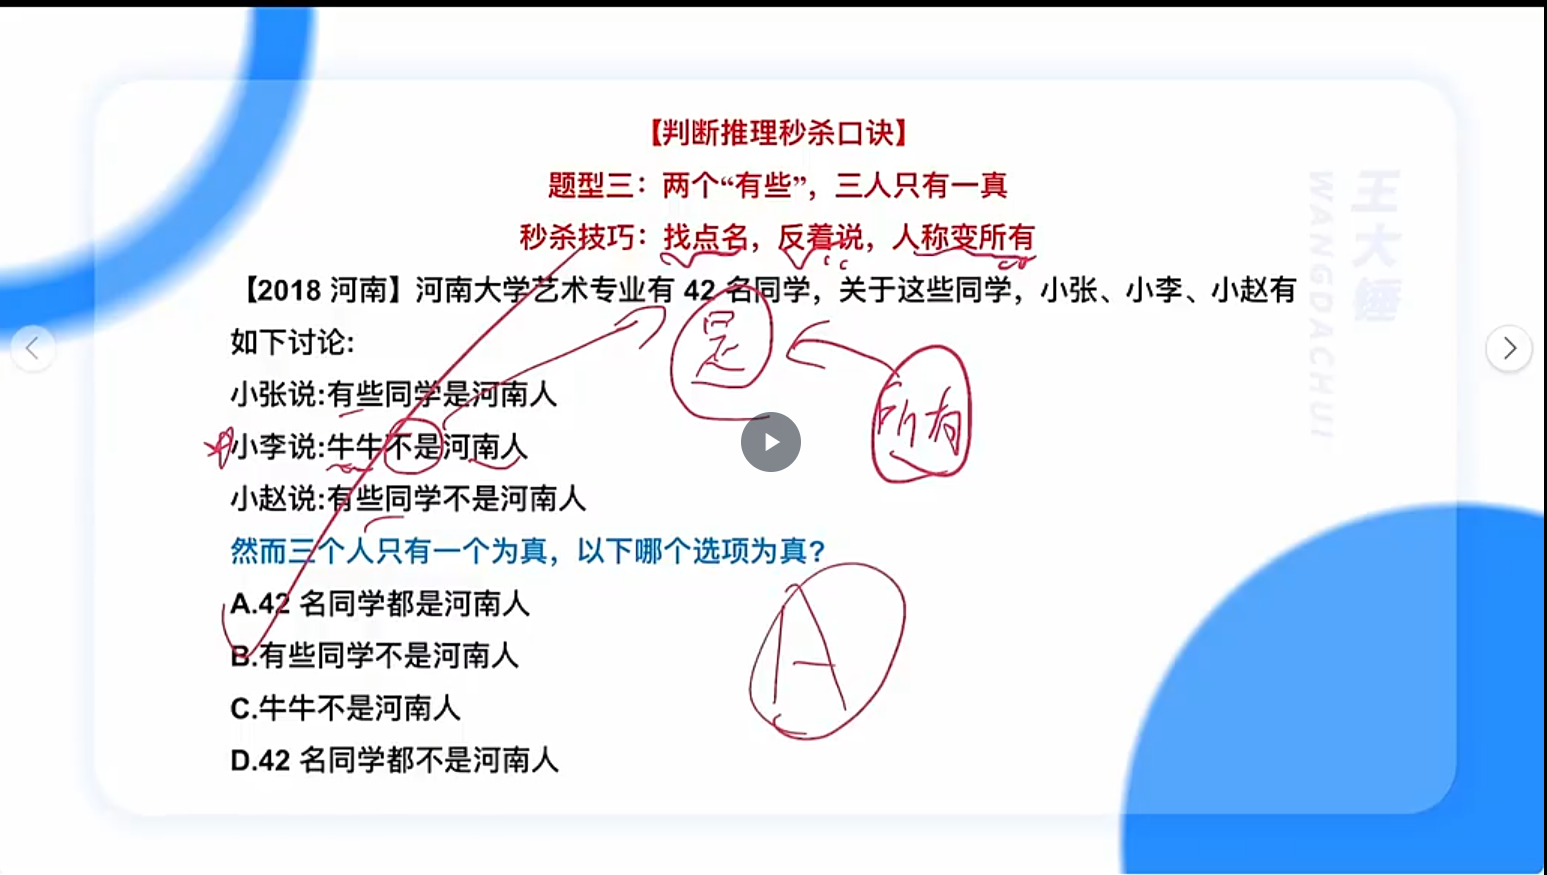 【判断推理秒杀口诀】
题型三：两个“有些”，三人只有一真
秒杀技巧：找点名，反着说，人称变所有
【2018 河南】河南大学艺术专业有 42 名同学，关于这些同学，小张、小李、小赵有
如下讨论:
小张说:有些同学是河南人
小李说:牛牛不是河南人
小赵说:有些同学不是河南人
然而三个人只有一个为真，以下哪个选项为真?
A.42 名同学都是河南人
B.有些同学不是河南人
C.牛牛不是河南人
D.42 名同学都不是河南人
是
所有
A
王大锤
WANGDACHUI